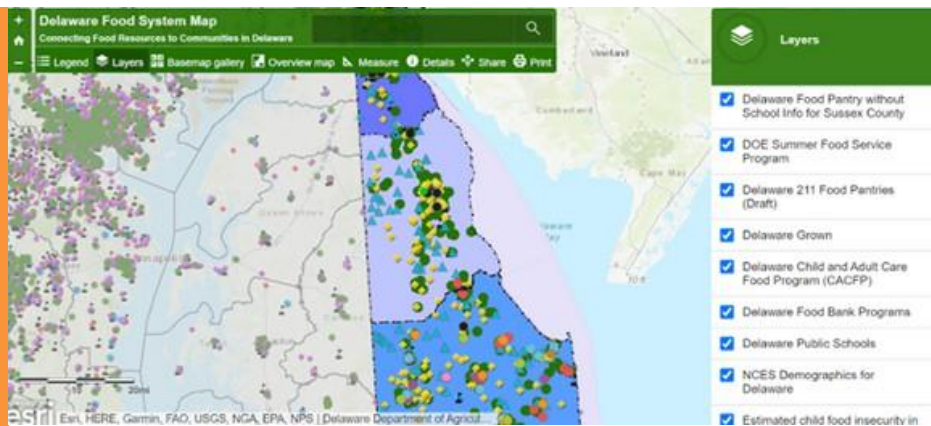 Delaware Food System Map
Connecting Food Resources to Communities in Delaware
Legend Layers Basemap gallery Overview map Measure Details Share Print
Layers
Delaware Food Pantry without
School Info for Sussex County
DOE Summer Food Service
Program
Delaware 211 Food Pantries
(Draft)
Delaware Grown
Delaware Child and Adult Care
Food Program (CACFP)
Delaware Food Bank Programs
Delaware Public Schools
NCES Demographics for
Delaware
Estimated child food insecurity in
Vineland
Cumberland
Cape May
Bay
20mi
esri
Esri, HERE, Garmin, FAO, USGS, NGA, EPA, NPS | Delaware Department of Agricul...